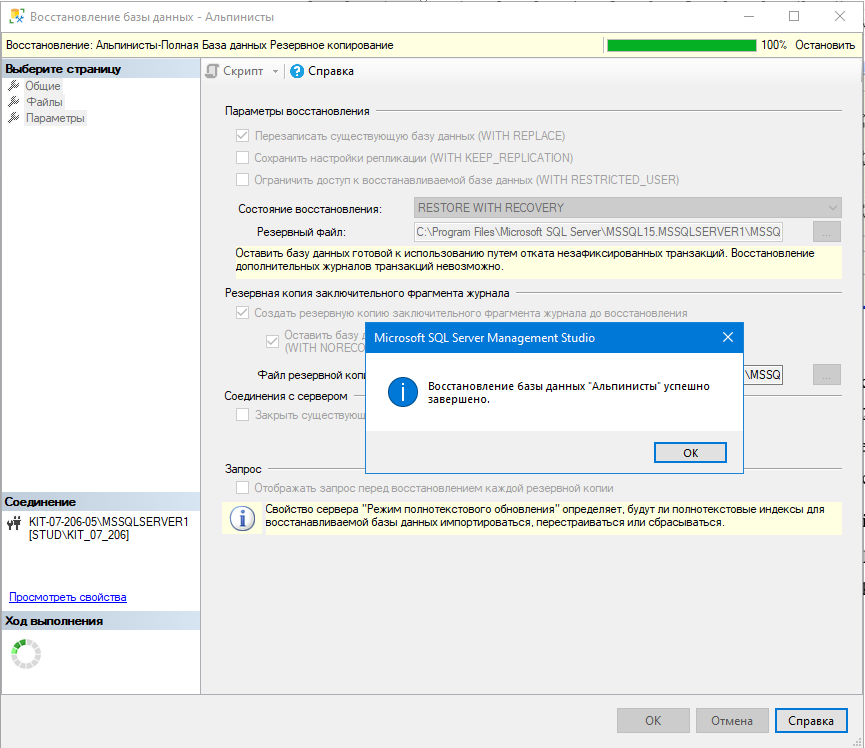 Восстановление базы данных - Альпинисты
Восстановление: Альпинисты-Полная База данных Резервное копирование
100%
Остановить
Выберите страницу
Общие
Файлы
Параметры
Скрипт
Справка
Параметры восстановления
Перезаписать существующую базу данных (WITH REPLACE)
Сохранить настройки репликации (WITH KEEP_REPLICATION)
Ограничить доступ к восстанавливаемой базе данных (WITH RESTRICTED_USER)
Состояние восстановления:
RESTORE WITH RECOVERY
Резервный файл:
C:\Program Files\Microsoft SQL Server\MSSQL15.MSSQLSERVER1\MSSQ
...
Оставить базу данных готовой к использованию путем отката незафиксированных транзакций. Восстановление
дополнительных журналов транзакций невозможно.
Резервная копия заключительного фрагмента журнала
Создать резервную копию заключительного фрагмента журнала до восстановления
Оставить базу
(WITH NORECO
Файл резервной
\MSSQ
...
Соединения с сервером
Закрыть существующ
Microsoft SQL Server Management Studio
Восстановление базы данных "Альпинисты" успешно
завершено.
OK
Запрос
Отображать запрос перед восстановлением каждой резервной копии
Свойство сервера "Режим полнотекстового обновления" определяет, будут ли полнотекстовые индексы для
восстанавливаемой базы данных импортироваться, перестраиваться или сбрасываться.
Соединение
KIT-07-206-05\MSSQLSERVER1
[STUD\KIT_07_206]
Просмотреть свойства
Ход выполнения
OK
Отмена
Справка